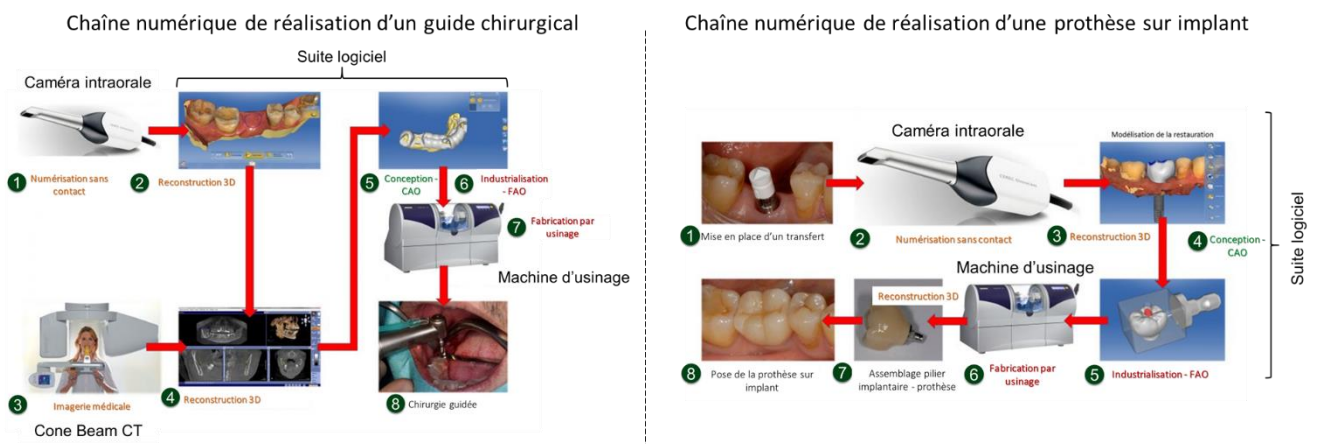 Chaîne numérique de réalisation d’un guide chirurgical
Suite logiciel
Caméra intraorale
1 Numérisation sans
contact
2 Reconstruction 3D
5 Conception -
CAO
6 Industrialisation
- FAO
7 Fabrication par
usinage
Machine d’usinage
3 Imagerie médicale
Cone Beam CT
4 Reconstruction 3D
8 Chirurgie guidée
Chaîne numérique de réalisation d’une prothèse sur implant
Caméra intraorale
Modélisation de la restauration
1 Mise en place d’un transfert
2 Numérisation sans contact
3 Reconstruction 3D
4 Conception -
CAO
Suite logiciel
Machine d’usinage
Reconstruction 3D
8 Pose de la prothèse sur
implant
7 Assemblage pilier
implantaire - prothèse
6 Fabrication par
usinage
5 Industrialisation - FAO